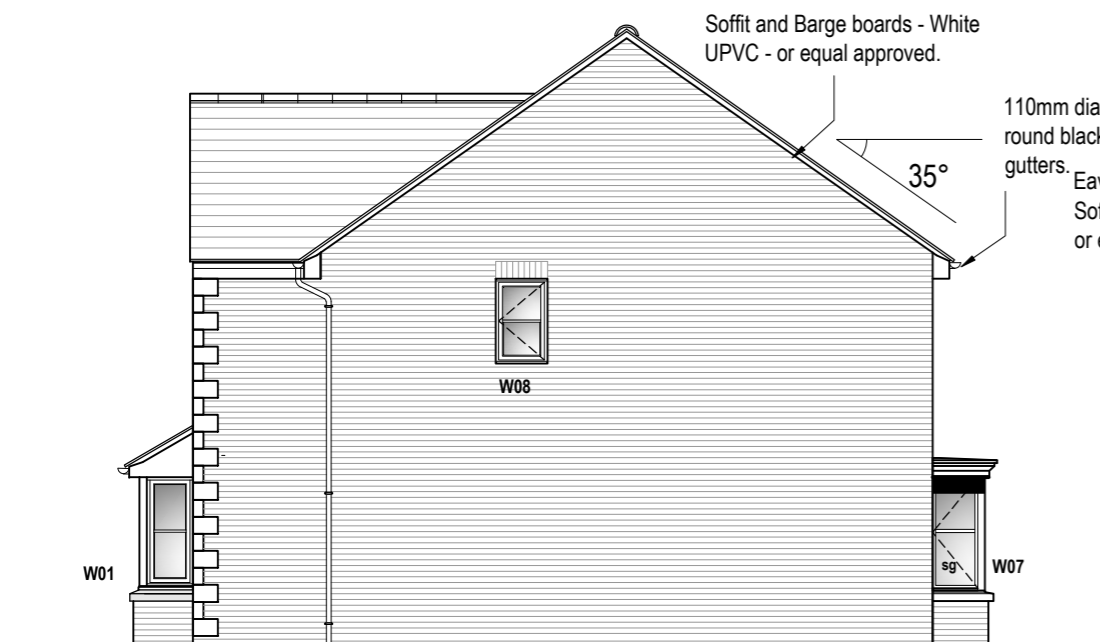 Soffit and Barge boards - White
UPVC - or equal approved.
110mm dia
round black
gutters.
35°
W08
W01
sg
W07